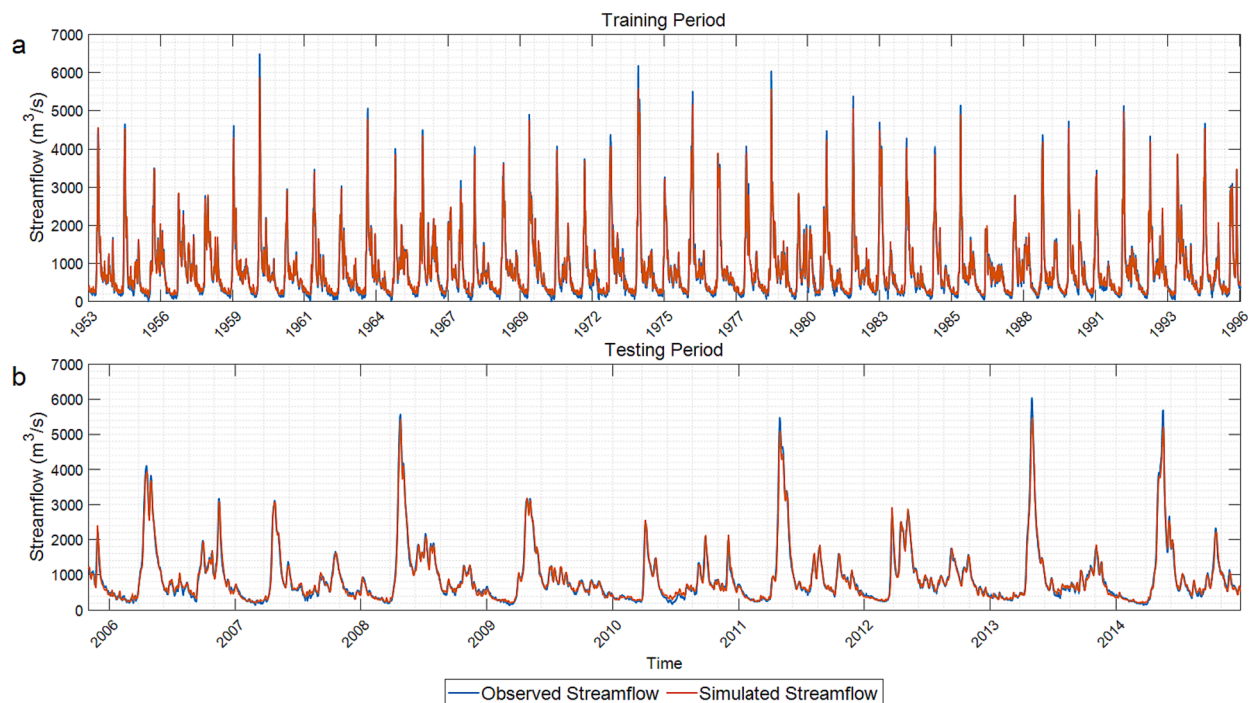 Training Period
a
Streamflow (m³/s)
7000
6000
5000
4000
3000
2000
1000
0
1953 1956 1959 1961 1964 1967 1969 1972 1975 1977 1980 1983 1985 1988 1991 1993 1996
Testing Period
b
Streamflow (m³/s)
7000
6000
5000
4000
3000
2000
1000
0
2006 2007 2008 2009 2010 2011 2012 2013 2014
Time
Observed Streamflow Simulated Streamflow